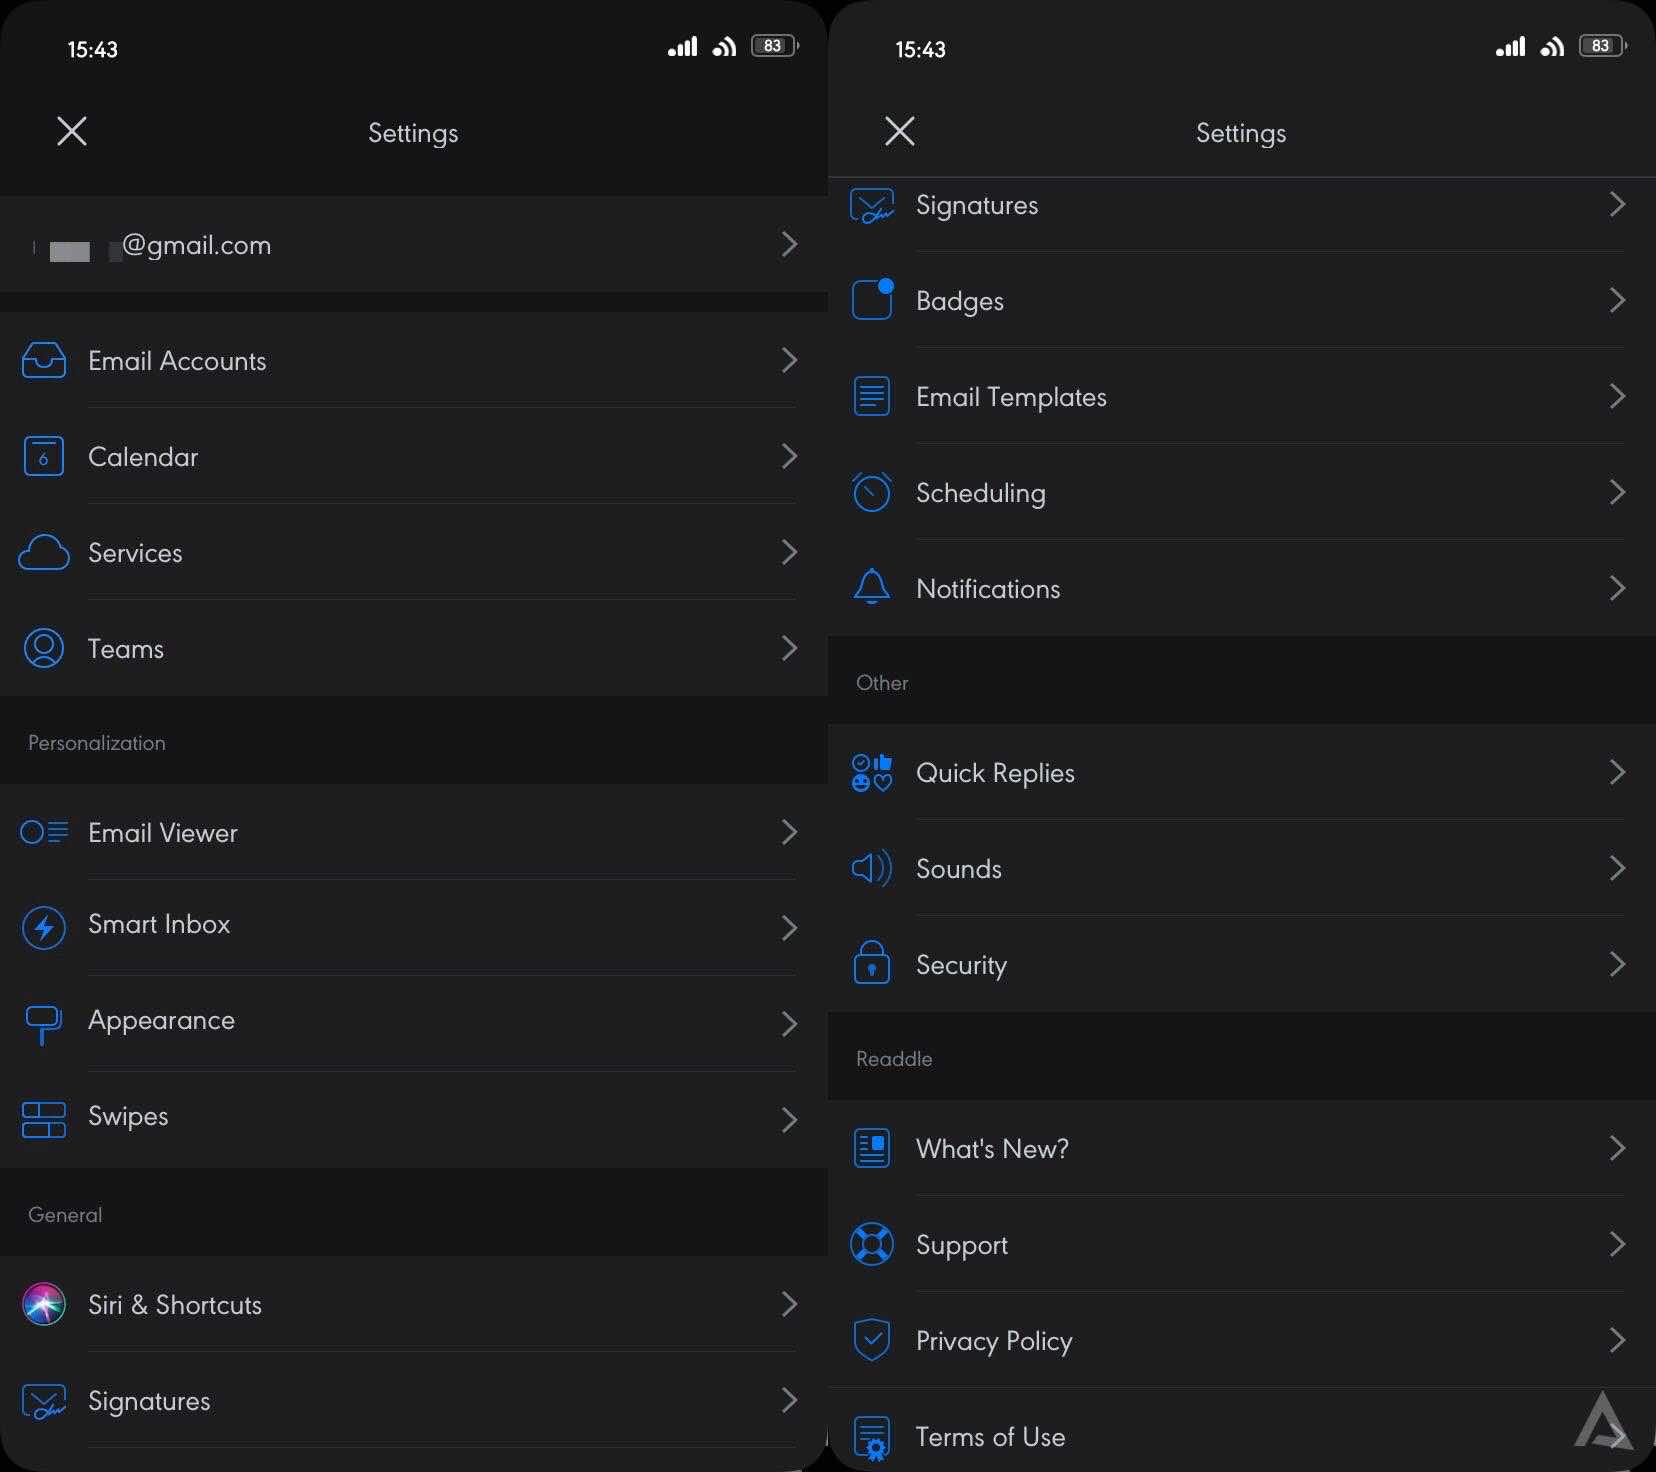 15:43
83
Settings
@gmail.com
Email Accounts
6
Calendar
Services
Teams
Personalization
Email Viewer
Smart Inbox
Appearance
Swipes
General
Siri & Shortcuts
Signatures
15:43
83
Settings
Signatures
Badges
Email Templates
Scheduling
Notifications
Other
Quick Replies
Sounds
Security
Readdle
What's New?
Support
Privacy Policy
Terms of Use